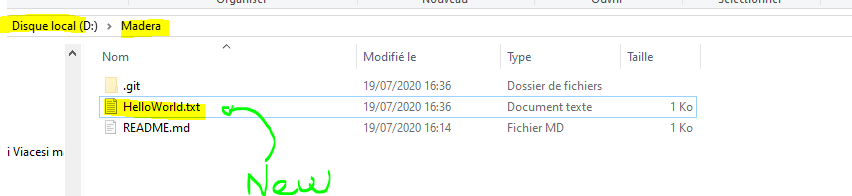 Organiser Nouveau Ouvrir Sélectionner
Disque local (D:) > Madera
Nom Modifié le Type Taille
.git 19/07/2020 16:36 Dossier de fichiers
HelloWorld.txt 19/07/2020 16:36 Document texte 1 Ko
README.md 19/07/2020 16:14 Fichier MD 1 Ko
i Viacesi m
New